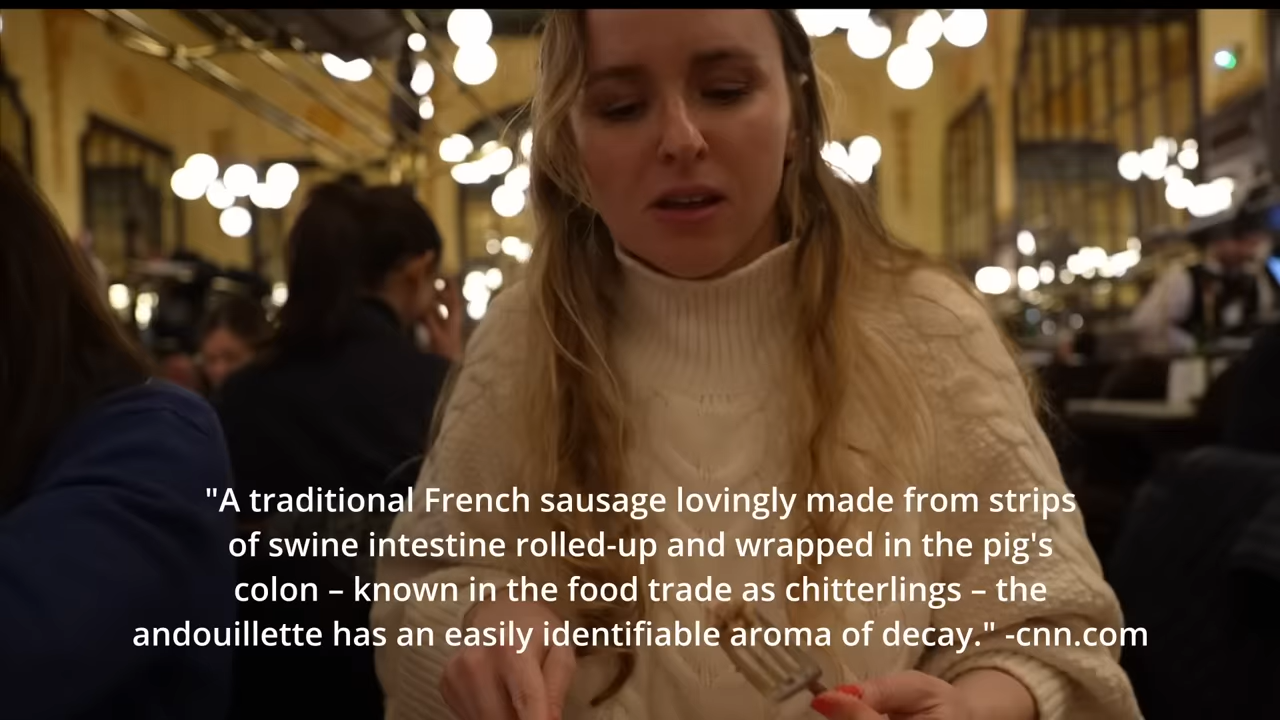 "A traditional French sausage lovingly made from strips
of swine intestine rolled-up and wrapped in the pig's
colon – known in the food trade as chitterlings – the
andouillette has an easily identifiable aroma of decay." -cnn.com